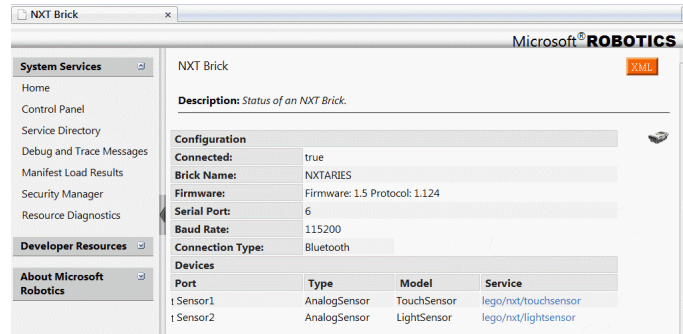 NXT Brick ×
Microsoft® ROBOTICS
System Services
Home
Control Panel
Service Directory
Debug and Trace Messages
Manifest Load Results
Security Manager
Resource Diagnostics
Developer Resources
About Microsoft
Robotics
NXT Brick
XML
Description: Status of an NXT Brick.
Configuration
Connected: true
Brick Name: NXTARIES
Firmware: Firmware: 1.5 Protocol: 1.124
Serial Port: 6
Baud Rate: 115200
Connection Type: Bluetooth
Devices
Port Type Model Service
t Sensor1 AnalogSensor TouchSensor lego/nxt/touchsensor
t Sensor2 AnalogSensor LightSensor lego/nxt/lightsensor